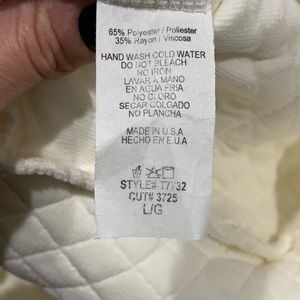 65% Polyester / Poliester
35% Rayon / Viscosa
HAND WASH COLD WATER
DO NOT BLEACH
NO IRON
LAVAR A MANO
EN AGUA FRIA
NO CLORO
SECAR COLGADO
NO PLANCHA
MADE IN U.S.A
HECHO EN E.U.A
STYLE# T7732
CUT# 3725
L/G